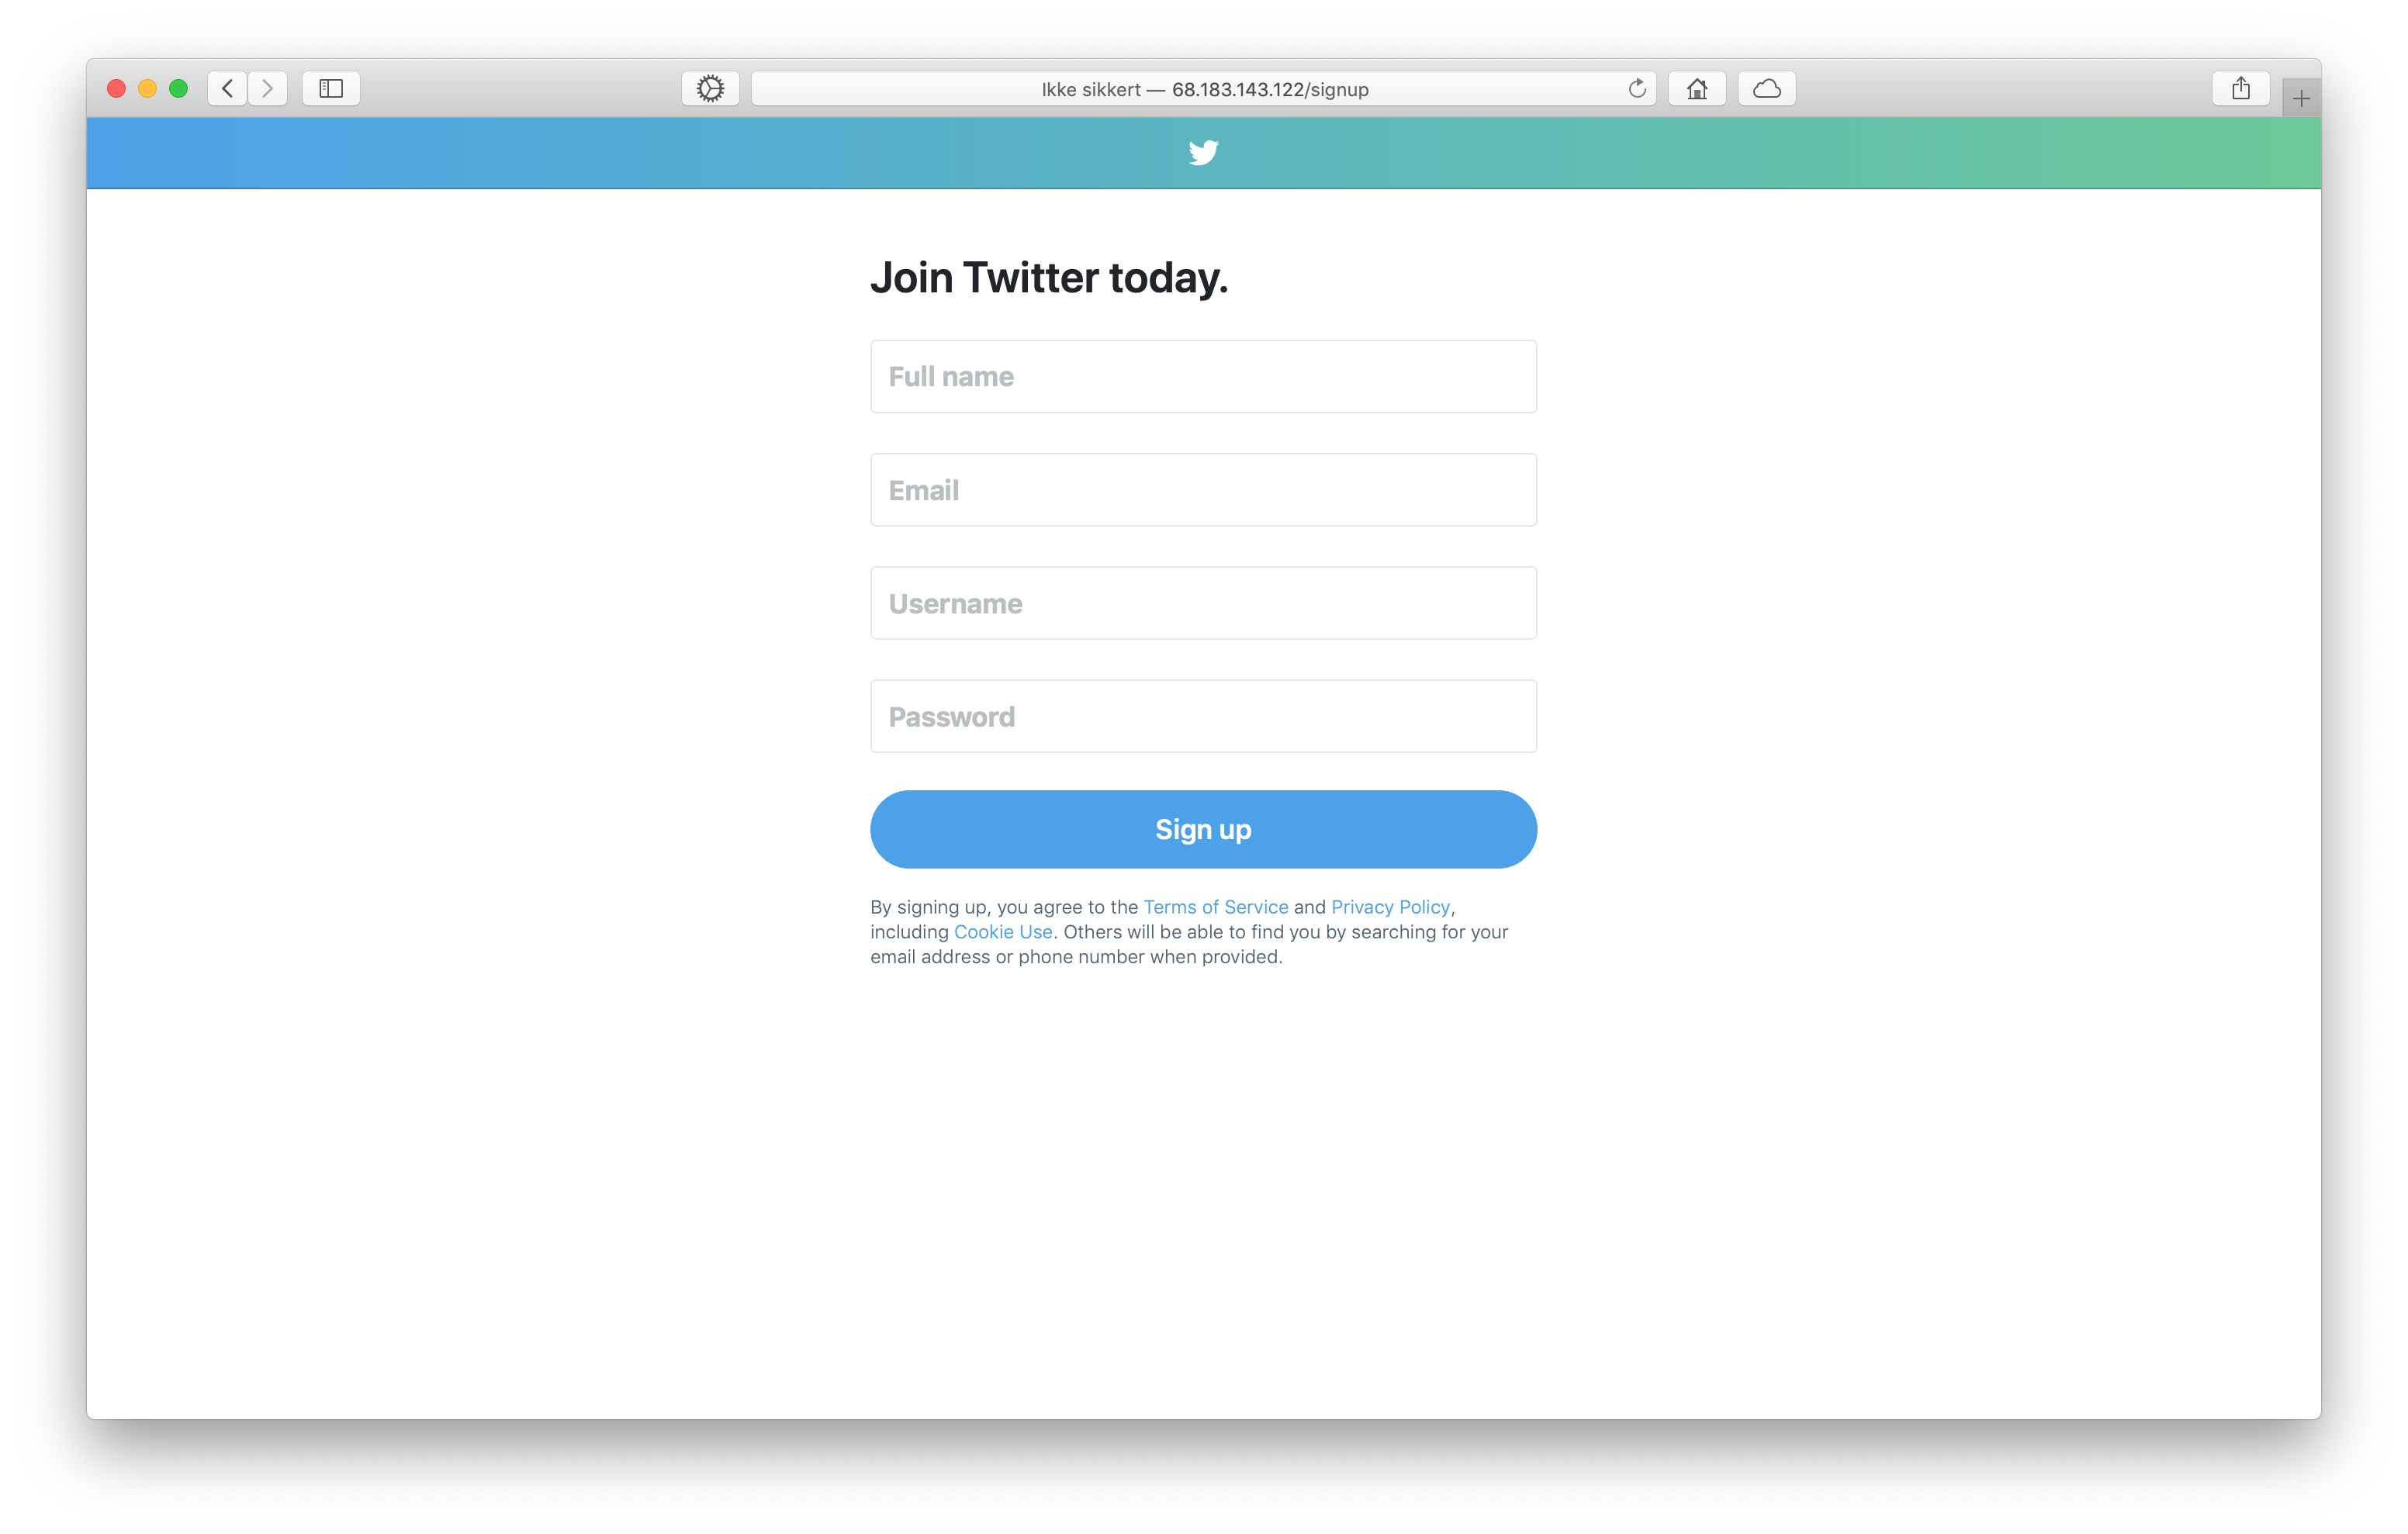 Ikke sikkert — 68.183.143.122/signup
Join Twitter today.
Full name
Email
Username
Password
Sign up
By signing up, you agree to the Terms of Service and Privacy Policy,
including Cookie Use. Others will be able to find you by searching for your
email address or phone number when provided.